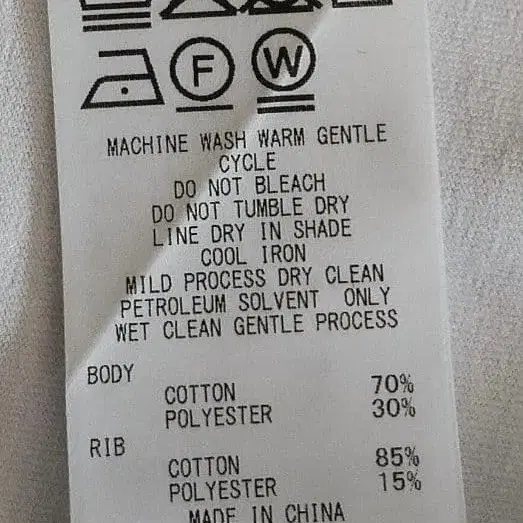 F W
MACHINE WASH WARM GENTLE
CYCLE
DO NOT BLEACH
DO NOT TUMBLE DRY
LINE DRY IN SHADE
COOL IRON
MILD PROCESS DRY CLEAN
PETROLEUM SOLVENT ONLY
WET CLEAN GENTLE PROCESS
BODY
COTTON 70%
POLYESTER 30%
RIB
COTTON 85%
POLYESTER 15%
MADE IN CHINA